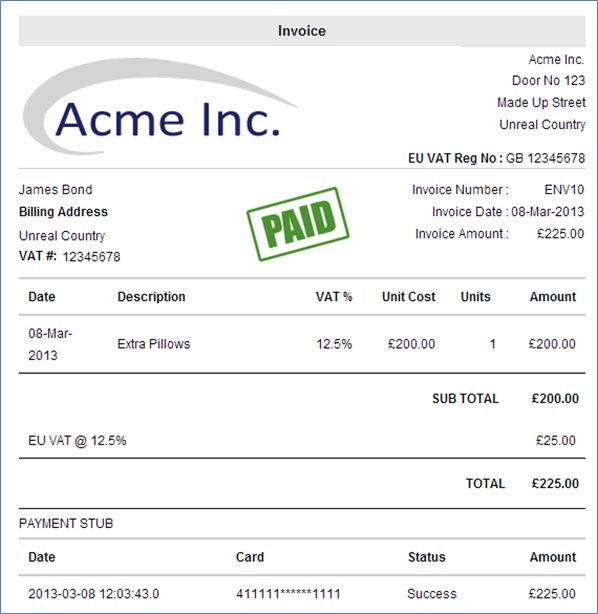 Invoice
Acme Inc.
Acme Inc.
Door No 123
Made Up Street
Unreal Country
EU VAT Reg No : GB 12345678
James Bond
Billing Address
Unreal Country
VAT #: 12345678
PAID
Invoice Number : ENV10
Invoice Date : 08-Mar-2013
Invoice Amount : £225.00
Date Description VAT % Unit Cost Units Amount
08-Mar-2013 Extra Pillows 12.5% £200.00 1 £200.00
SUB TOTAL £200.00
EU VAT @ 12.5% £25.00
TOTAL £225.00
PAYMENT STUB
Date Card Status Amount
2013-03-08 12:03:43.0 411111******1111 Success £225.00